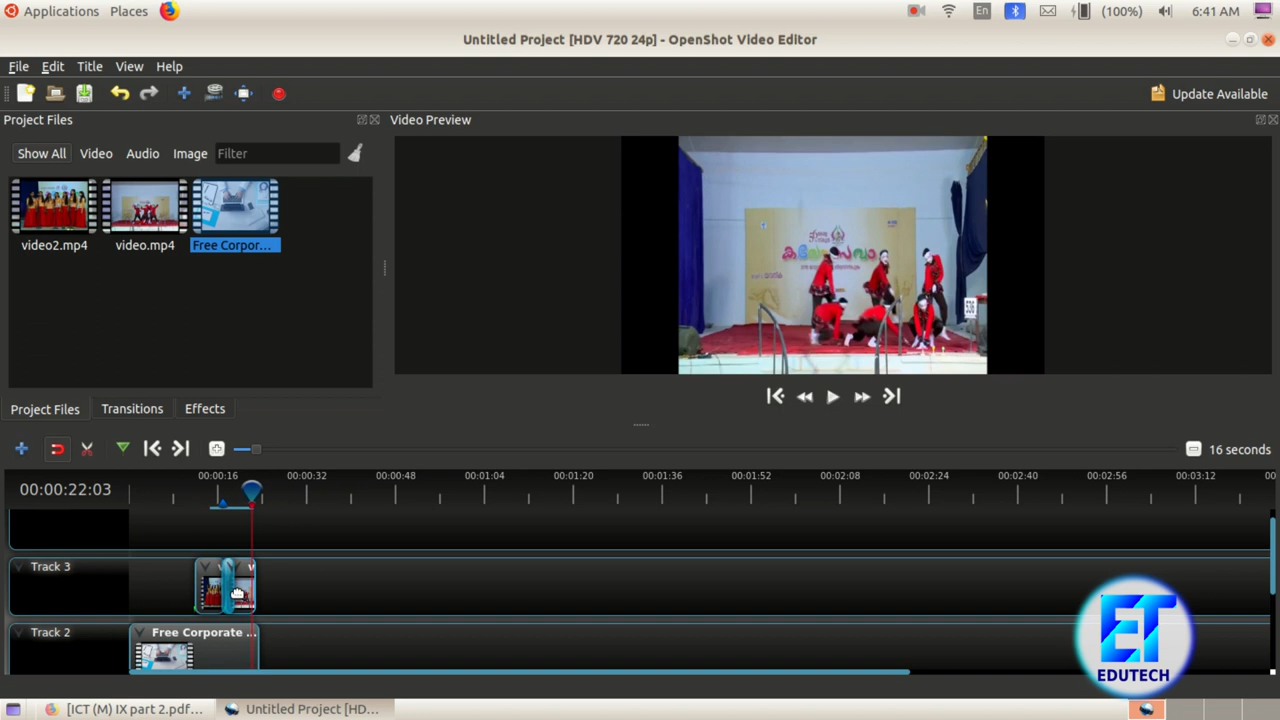 Applications Places En (100%) 6:41 AM
Untitled Project [HDV 720 24p] - OpenShot Video Editor
File Edit Title View Help
Update Available
Project Files
Video Preview
Show All Video Audio Image Filter
video2.mp4 video.mp4 Free Corpor...
536
Project Files Transitions Effects
16 seconds
00:00:22:03
00:00:16 00:00:32 00:00:48 00:01:04 00:01:20 00:01:36 00:01:52 00:02:08 00:02:24 00:02:40 00:02:56 00:03:12
Track 3
Track 2
Free Corporate ...
ET
EDUTECH
[ICT (M) IX part 2.pdf...
Untitled Project [HD...